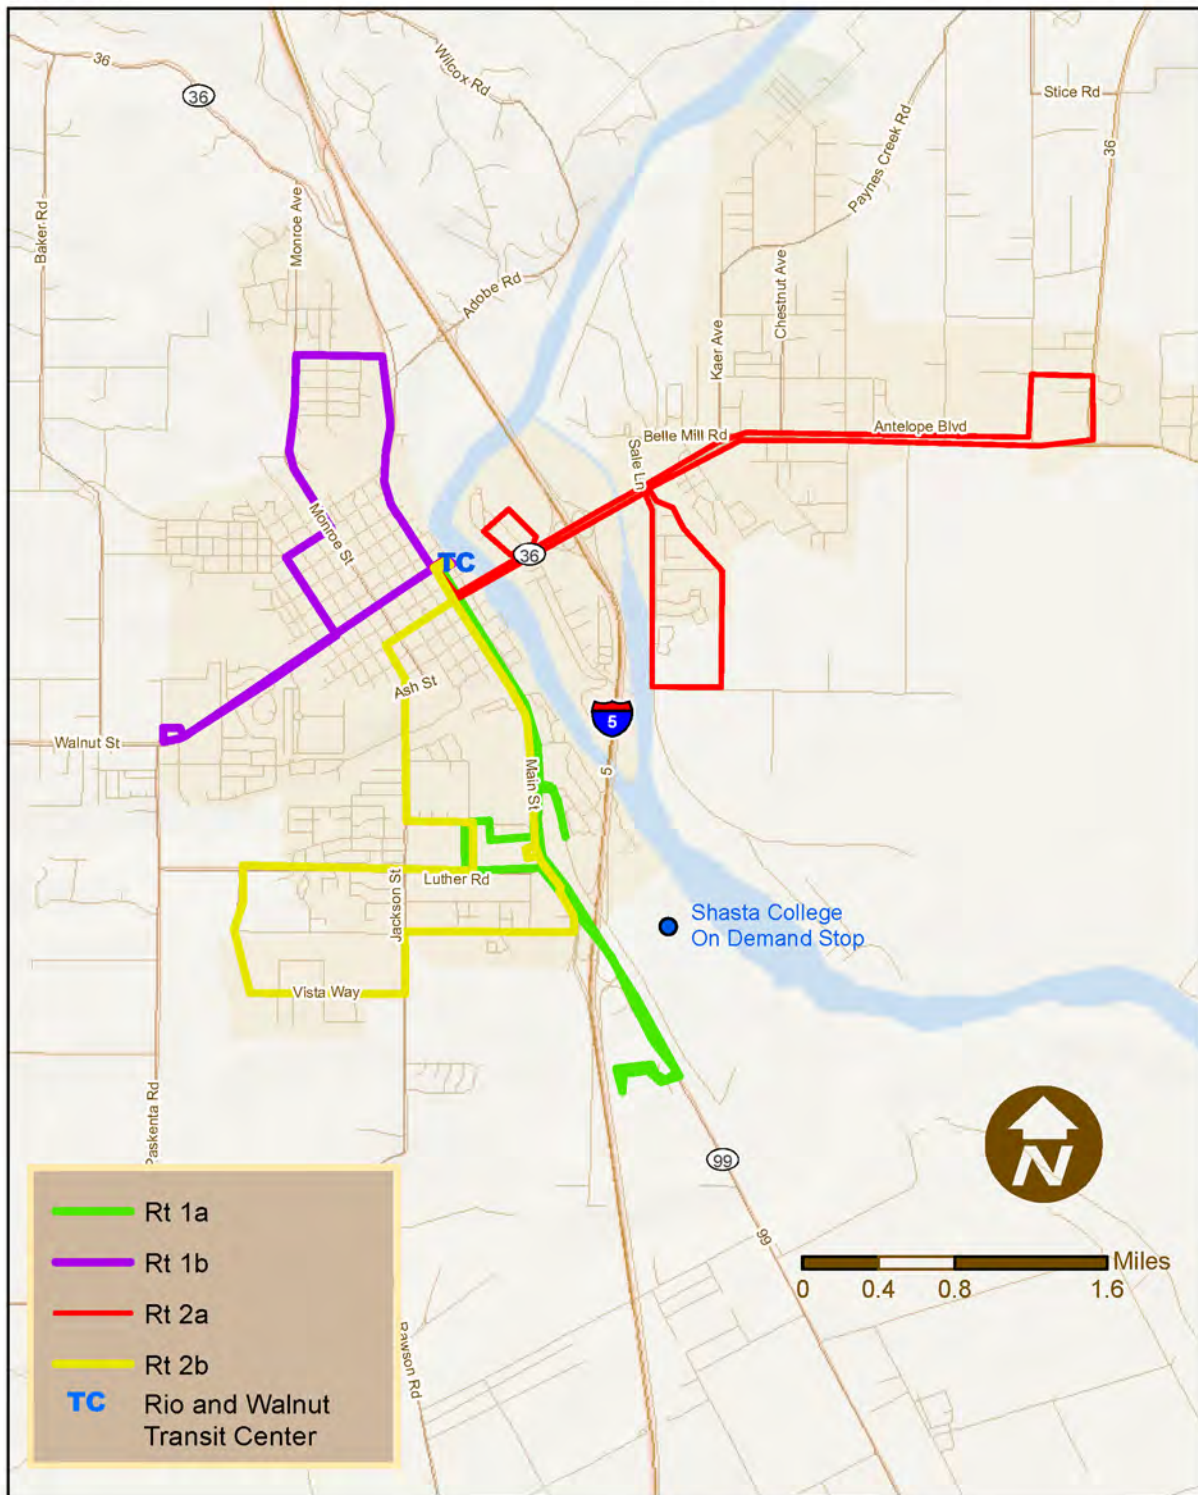 36
36
Wilcox Rd
Stice Rd
Paynes Creek Rd
36
Baker Rd
Monroe Ave
Adobe Rd
Chestnut Ave
Kaer Ave
Antelope Blvd
Belle Mill Rd
Sale Ln
Monroe St
TC
36
Ash St
Walnut St
5
5
Main St
Luther Rd
Jackson St
Shasta College
On Demand Stop
Vista Way
Paskenta Rd
99
99
N
Miles
0 0.4 0.8 1.6
Rawson Rd
Rt 1a
Rt 1b
Rt 2a
Rt 2b
TC Rio and Walnut
Transit Center